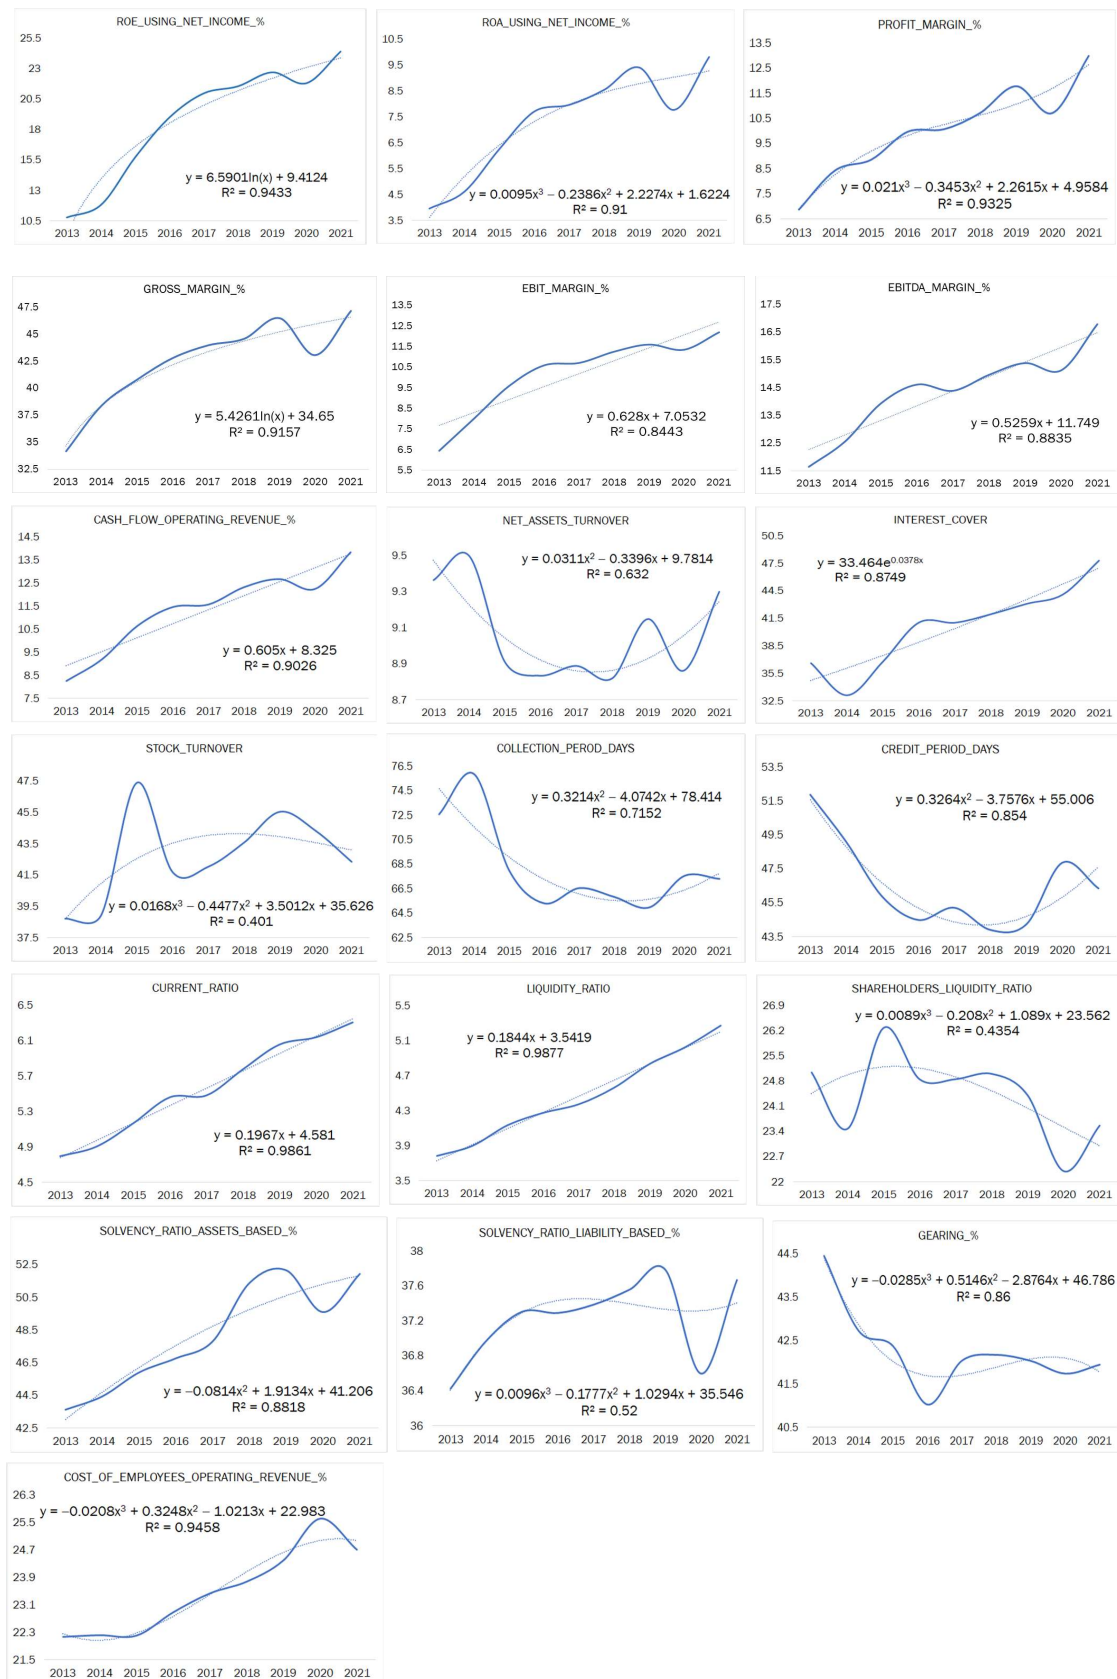 ROE_USING_NET_INCOME_%
25.5
23
20.5
18
15.5
13
10.5
y = 6.5901ln(x) + 9.4124
R² = 0.9433
2013 2014 2015 2016 2017 2018 2019 2020 2021
ROA_USING_NET_INCOME_%
10.5
9.5
8.5
7.5
6.5
5.5
4.5
3.5
y = 0.0095x³ − 0.2386x² + 2.2274x + 1.6224
R² = 0.91
2013 2014 2015 2016 2017 2018 2019 2020 2021
PROFIT_MARGIN_%
13.5
12.5
11.5
10.5
9.5
8.5
7.5
6.5
y = 0.021x³ − 0.3453x² + 2.2615x + 4.9584
R² = 0.9325
2013 2014 2015 2016 2017 2018 2019 2020 2021
GROSS_MARGIN_%
47.5
45
42.5
40
37.5
35
32.5
y = 5.4261ln(x) + 34.65
R² = 0.9157
2013 2014 2015 2016 2017 2018 2019 2020 2021
EBIT_MARGIN_%
13.5
12.5
11.5
10.5
9.5
8.5
7.5
6.5
5.5
y = 0.628x + 7.0532
R² = 0.8443
2013 2014 2015 2016 2017 2018 2019 2020 2021
EBITDA_MARGIN_%
17.5
16.5
15.5
14.5
13.5
12.5
11.5
y = 0.5259x + 11.749
R² = 0.8835
2013 2014 2015 2016 2017 2018 2019 2020 2021
CASH_FLOW_OPERATING_REVENUE_%
14.5
13.5
12.5
11.5
10.5
9.5
8.5
7.5
y = 0.605x + 8.325
R² = 0.9026
2013 2014 2015 2016 2017 2018 2019 2020 2021
NET_ASSETS_TURNOVER
9.5
9.3
9.1
8.9
8.7
y = 0.0311x² − 0.3396x + 9.7814
R² = 0.632
2013 2014 2015 2016 2017 2018 2019 2020 2021
INTEREST_COVER
50.5
47.5
44.5
41.5
38.5
35.5
32.5
y = 33.464e⁰·⁰³⁷⁸ˣ
R² = 0.8749
2013 2014 2015 2016 2017 2018 2019 2020 2021
STOCK_TURNOVER
47.5
45.5
43.5
41.5
39.5
37.5
y = 0.0168x³ − 0.4477x² + 3.5012x + 35.626
R² = 0.401
2013 2014 2015 2016 2017 2018 2019 2020 2021
COLLECTION_PEROD_DAYS
76.5
74.5
72.5
70.5
68.5
66.5
64.5
62.5
y = 0.3214x² − 4.0742x + 78.414
R² = 0.7152
2013 2014 2015 2016 2017 2018 2019 2020 2021
CREDIT_PERIOD_DAYS
53.5
51.5
49.5
47.5
45.5
43.5
y = 0.3264x² − 3.7576x + 55.006
R² = 0.854
2013 2014 2015 2016 2017 2018 2019 2020 2021
CURRENT_RATIO
6.5
6.1
5.7
5.3
4.9
4.5
y = 0.1967x + 4.581
R² = 0.9861
2013 2014 2015 2016 2017 2018 2019 2020 2021
LIQUIDITY_RATIO
5.5
5.1
4.7
4.3
3.9
3.5
y = 0.1844x + 3.5419
R² = 0.9877
2013 2014 2015 2016 2017 2018 2019 2020 2021
SHAREHOLDERS_LIQUIDITY_RATIO
26.9
26.2
25.5
24.8
24.1
23.4
22.7
22
y = 0.0089x³ − 0.208x² + 1.089x + 23.562
R² = 0.4354
2013 2014 2015 2016 2017 2018 2019 2020 2021
SOLVENCY_RATIO_ASSETS_BASED_%
52.5
50.5
48.5
46.5
44.5
42.5
y = −0.0814x² + 1.9134x + 41.206
R² = 0.8818
2013 2014 2015 2016 2017 2018 2019 2020 2021
SOLVENCY_RATIO_LIABILITY_BASED_%
38
37.6
37.2
36.8
36.4
36
y = 0.0096x³ − 0.1777x² + 1.0294x + 35.546
R² = 0.52
2013 2014 2015 2016 2017 2018 2019 2020 2021
GEARING_%
44.5
43.5
42.5
41.5
40.5
y = −0.0285x³ + 0.5146x² − 2.8764x + 46.786
R² = 0.86
2013 2014 2015 2016 2017 2018 2019 2020 2021
COST_OF_EMPLOYEES_OPERATING_REVENUE_%
26.3
25.5
24.7
23.9
23.1
22.3
21.5
y = −0.0208x³ + 0.3248x² − 1.0213x + 22.983
R² = 0.9458
2013 2014 2015 2016 2017 2018 2019 2020 2021